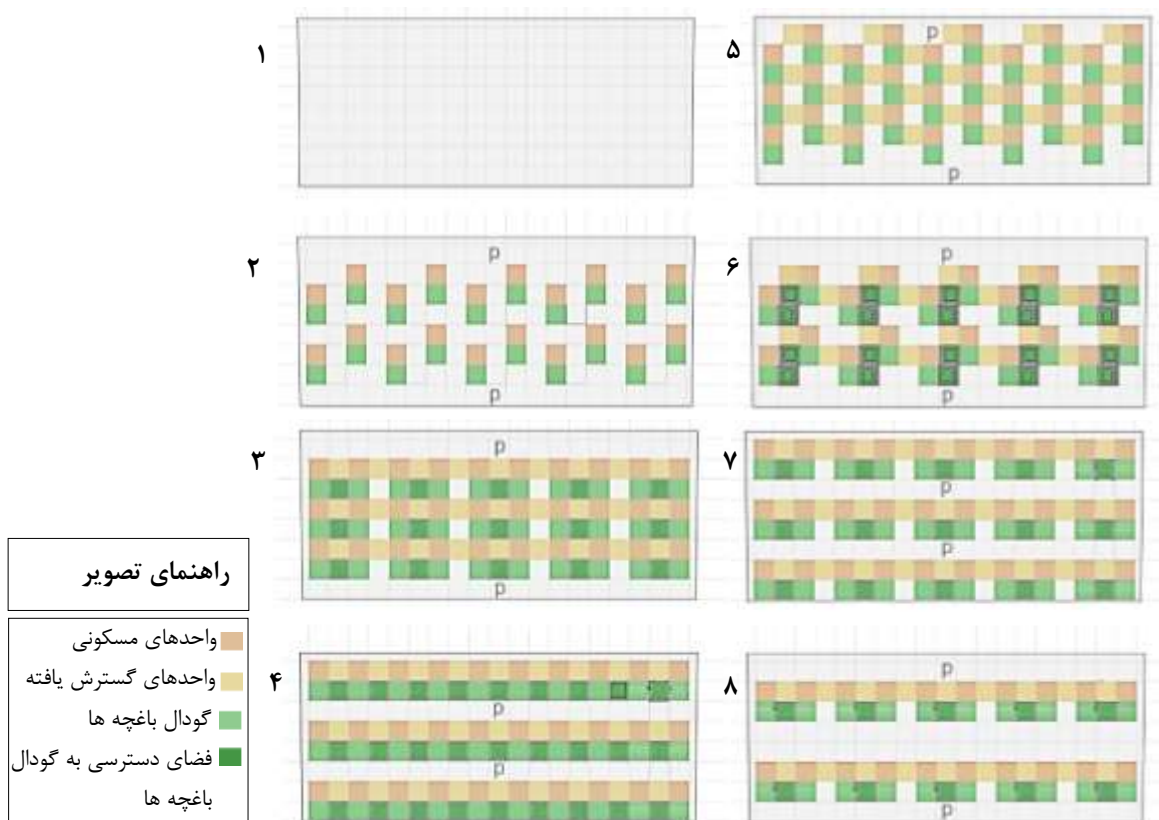 ۱
p
۵
p
۲
p
p
۶
p
p
۳
p
p
۷
p
p
۴
p
p
۸
p
p
راهنمای تصویر
واحدهای مسکونی
واحدهای گسترش یافته
گودال باغچه ها
فضای دسترسی به گودال
باغچه ها